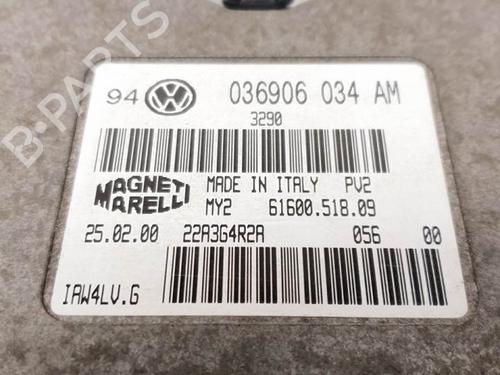 B-PARTS
94 VW 036906 034 AM
3290
MAGNETI MARELLI
MADE IN ITALY PV2
MY2 61600.518.09
25.02.00 22A3G4R2A 056 00
IAW4LV.G